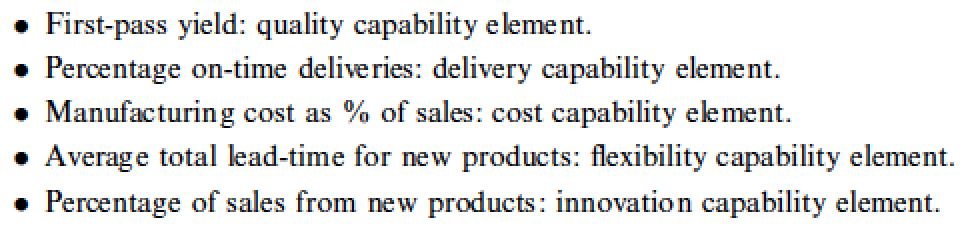 • First-pass yield: quality capability element.
• Percentage on-time deliveries: delivery capability element.
• Manufacturing cost as % of sales: cost capability element.
• Average total lead-time for new products: flexibility capability element.
• Percentage of sales from new products: innovation capability element.